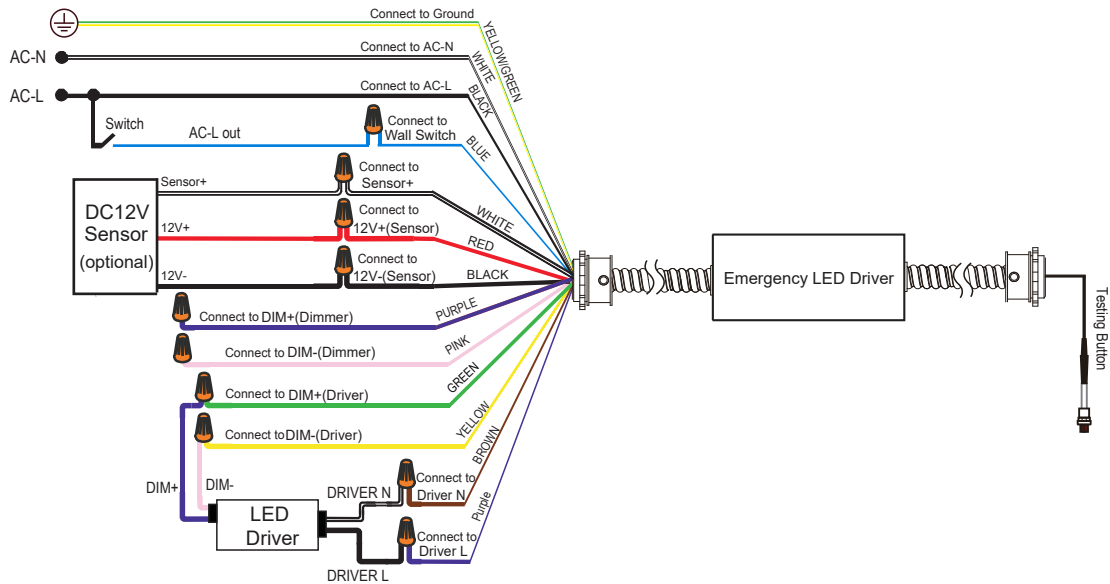 Connect to Ground
YELLOW/GREEN
AC-N
Connect to AC-N
WHITE
AC-L
Connect to AC-L
BLACK
Switch
AC-L out
Connect to
Wall Switch
BLUE
Sensor+
Connect to
Sensor+
WHITE
DC12V
Sensor
(optional)
12V+
Connect to
12V+(Sensor)
RED
12V-
Connect to
12V-(Sensor)
BLACK
Emergency LED Driver
Testing Button
Connect to DIM+(Dimmer)
PURPLE
Connect to DIM-(Dimmer)
PINK
Connect to DIM+(Driver)
GREEN
Connect toDIM-(Driver)
YELLOW
DIM+
DIM-
DRIVER N
Connect to
Driver N
BROWN
LED
Driver
Connect to
Driver L
Purple
DRIVER L